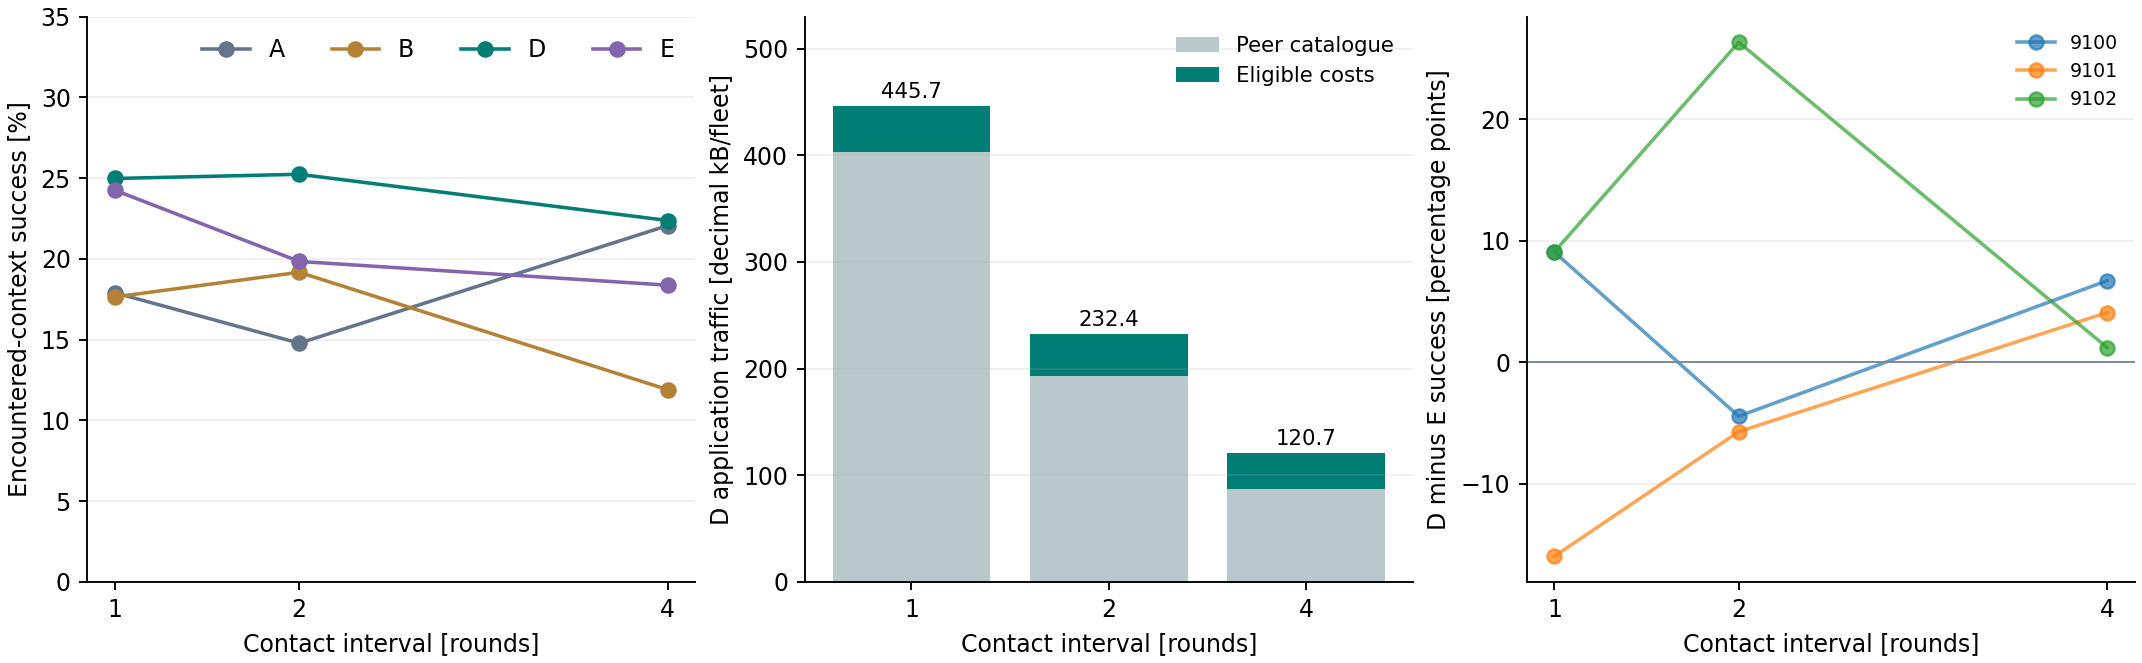 Encountered-context success [%]
35
30
25
20
15
10
5
0
A B D E
1 2 4
Contact interval [rounds]
D application traffic [decimal kB/fleet]
500
400
300
200
100
0
Peer catalogue
Eligible costs
445.7
232.4
120.7
1 2 4
Contact interval [rounds]
D minus E success [percentage points]
20
10
0
−10
9100
9101
9102
1 2 4
Contact interval [rounds]